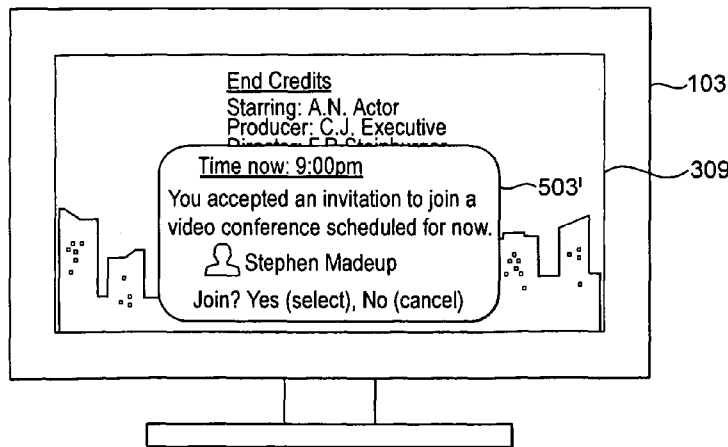 End Credits
Starring: A.N. Actor
Producer: C.J. Executive
Time now: 9:00pm
You accepted an invitation to join a
video conference scheduled for now.
Stephen Madeup
Join? Yes (select), No (cancel)
103
309
503'